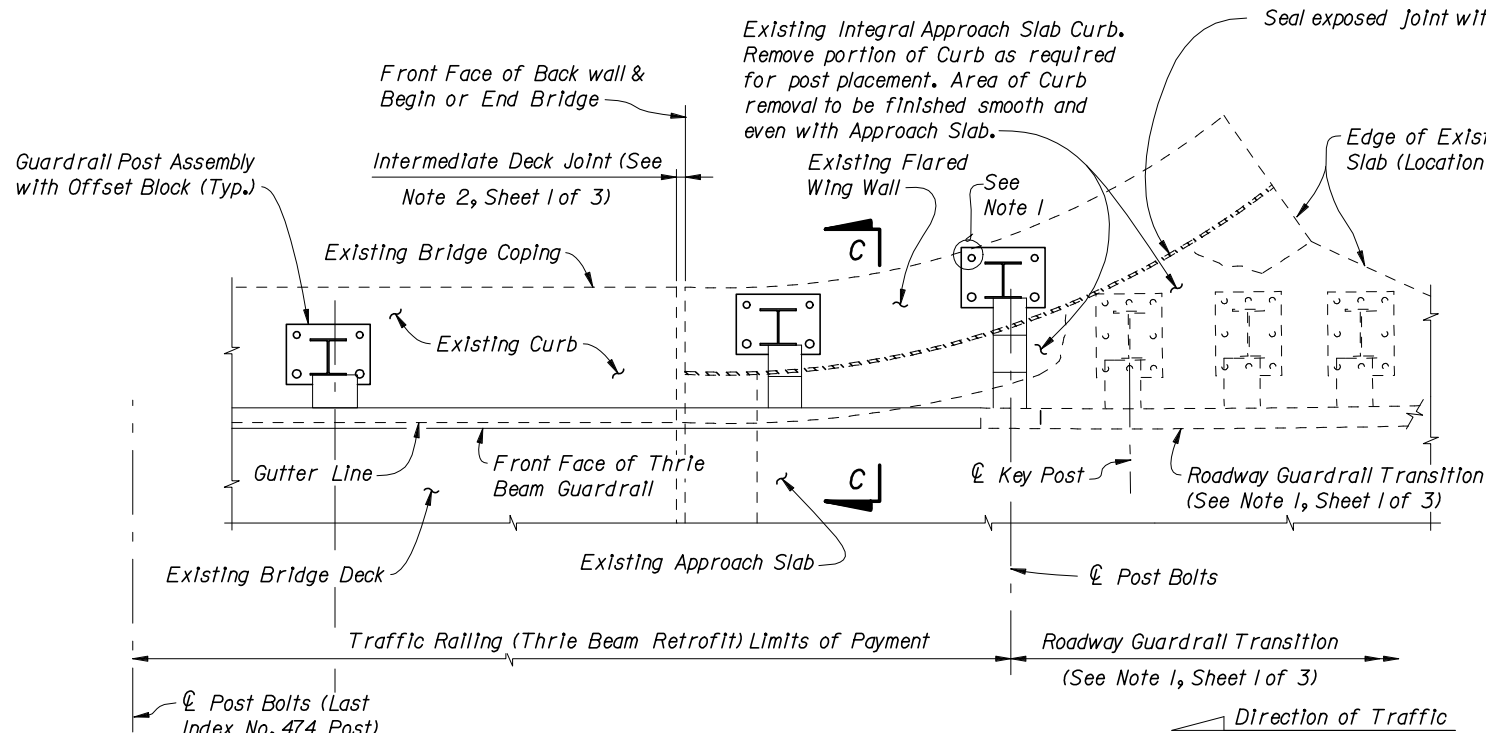 Existing Integral Approach Slab Curb.
Remove portion of Curb as required
for post placement. Area of Curb
removal to be finished smooth and
even with Approach Slab.
Seal exposed joint
Front Face of Back wall &
Begin or End Bridge
Guardrail Post Assembly
with Offset Block (Typ.)
Intermediate Deck Joint (See
Note 2, Sheet 1 of 3)
Existing Flared
Wing Wall
See
Note 1
Edge of
Slab (Location
Existing Bridge Coping
C
Existing Curb
Gutter Line
Front Face of Thrie
Beam Guardrail
C
℄ Key Post
Roadway Guardrail Transition
(See Note 1, Sheet 1 of 3)
Existing Bridge Deck
Existing Approach Slab
℄ Post Bolts
Traffic Railing (Thrie Beam Retrofit) Limits of Payment
Roadway Guardrail Transition
(See Note 1, Sheet 1 of 3)
℄ Post Bolts (Last
Index No. 474 Post)
Direction of Traffic